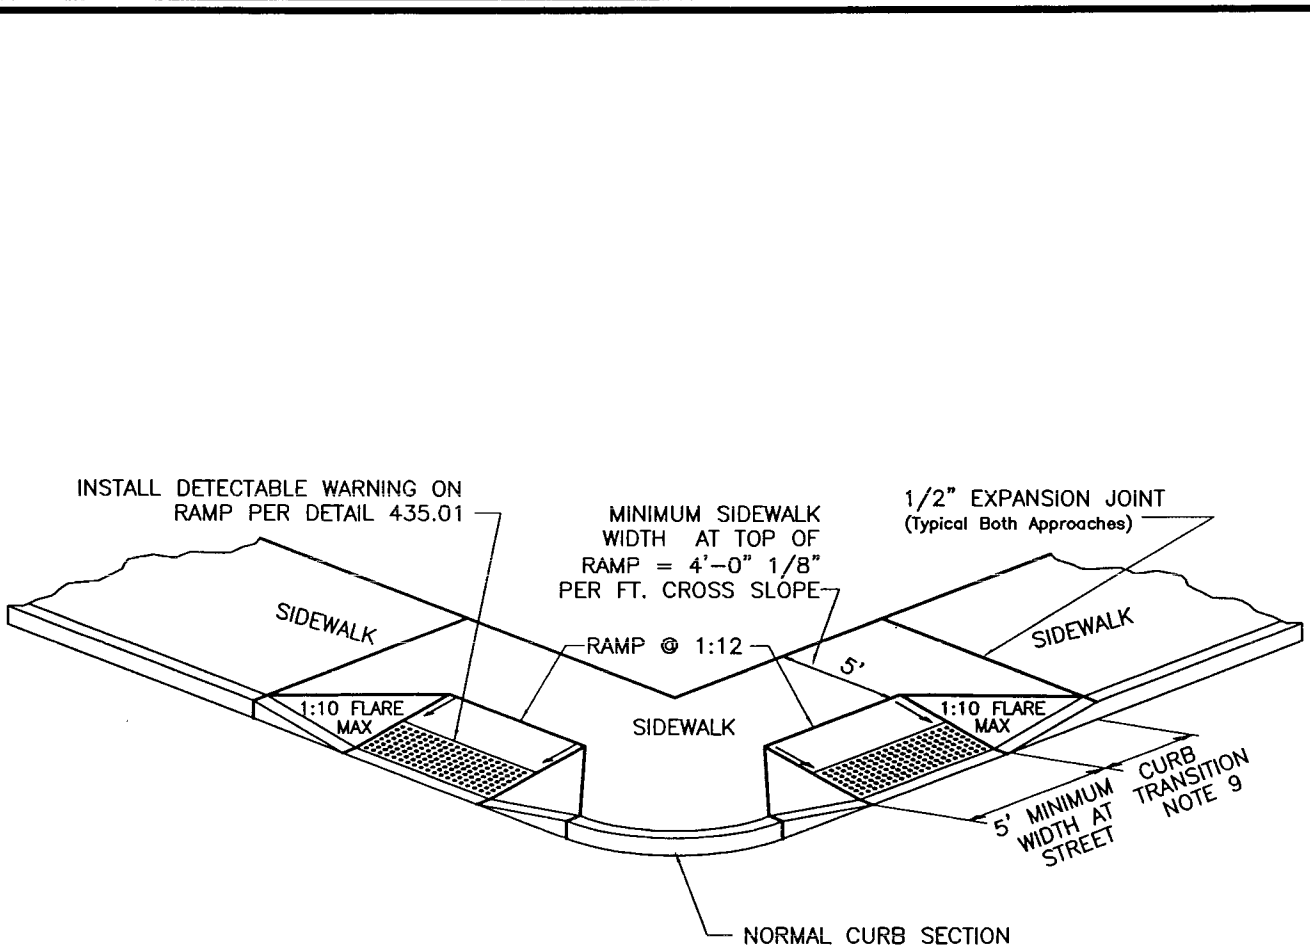 INSTALL DETECTABLE WARNING ON
RAMP PER DETAIL 435.01
MINIMUM SIDEWALK
WIDTH AT TOP OF
RAMP = 4'-0" 1/8"
PER FT. CROSS SLOPE
1/2" EXPANSION JOINT
(Typical Both Approaches)
SIDEWALK
RAMP @ 1:12
5'
SIDEWALK
1:10 FLARE
MAX
SIDEWALK
1:10 FLARE
MAX
5' MINIMUM
WIDTH AT
STREET
CURB
TRANSITION
NOTE 9
NORMAL CURB SECTION